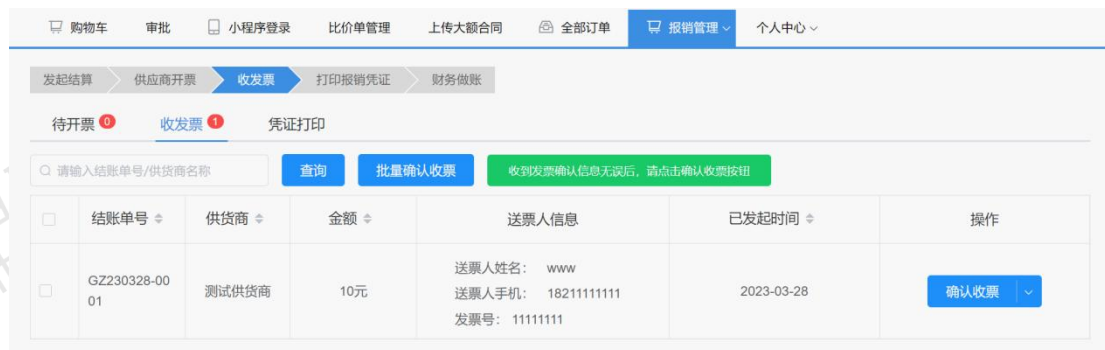 购物车 审批 小程序登录 比价单管理 上传大额合同 全部订单 报销管理 个人中心
发起结算 供应商开票 收发票 打印报销凭证 财务做账
待开票 0 收发票 1 凭证打印
请输入结账单号/供货商名称 查询 批量确认收票 收到发票确认信息无误后，请点击确认收票按钮
结账单号 供货商 金额 送票人信息 已发起时间 操作
送票人姓名： www
GZ230328-00
01 测试供货商 10元 送票人手机： 18211111111 2023-03-28 确认收票
发票号： 11111111